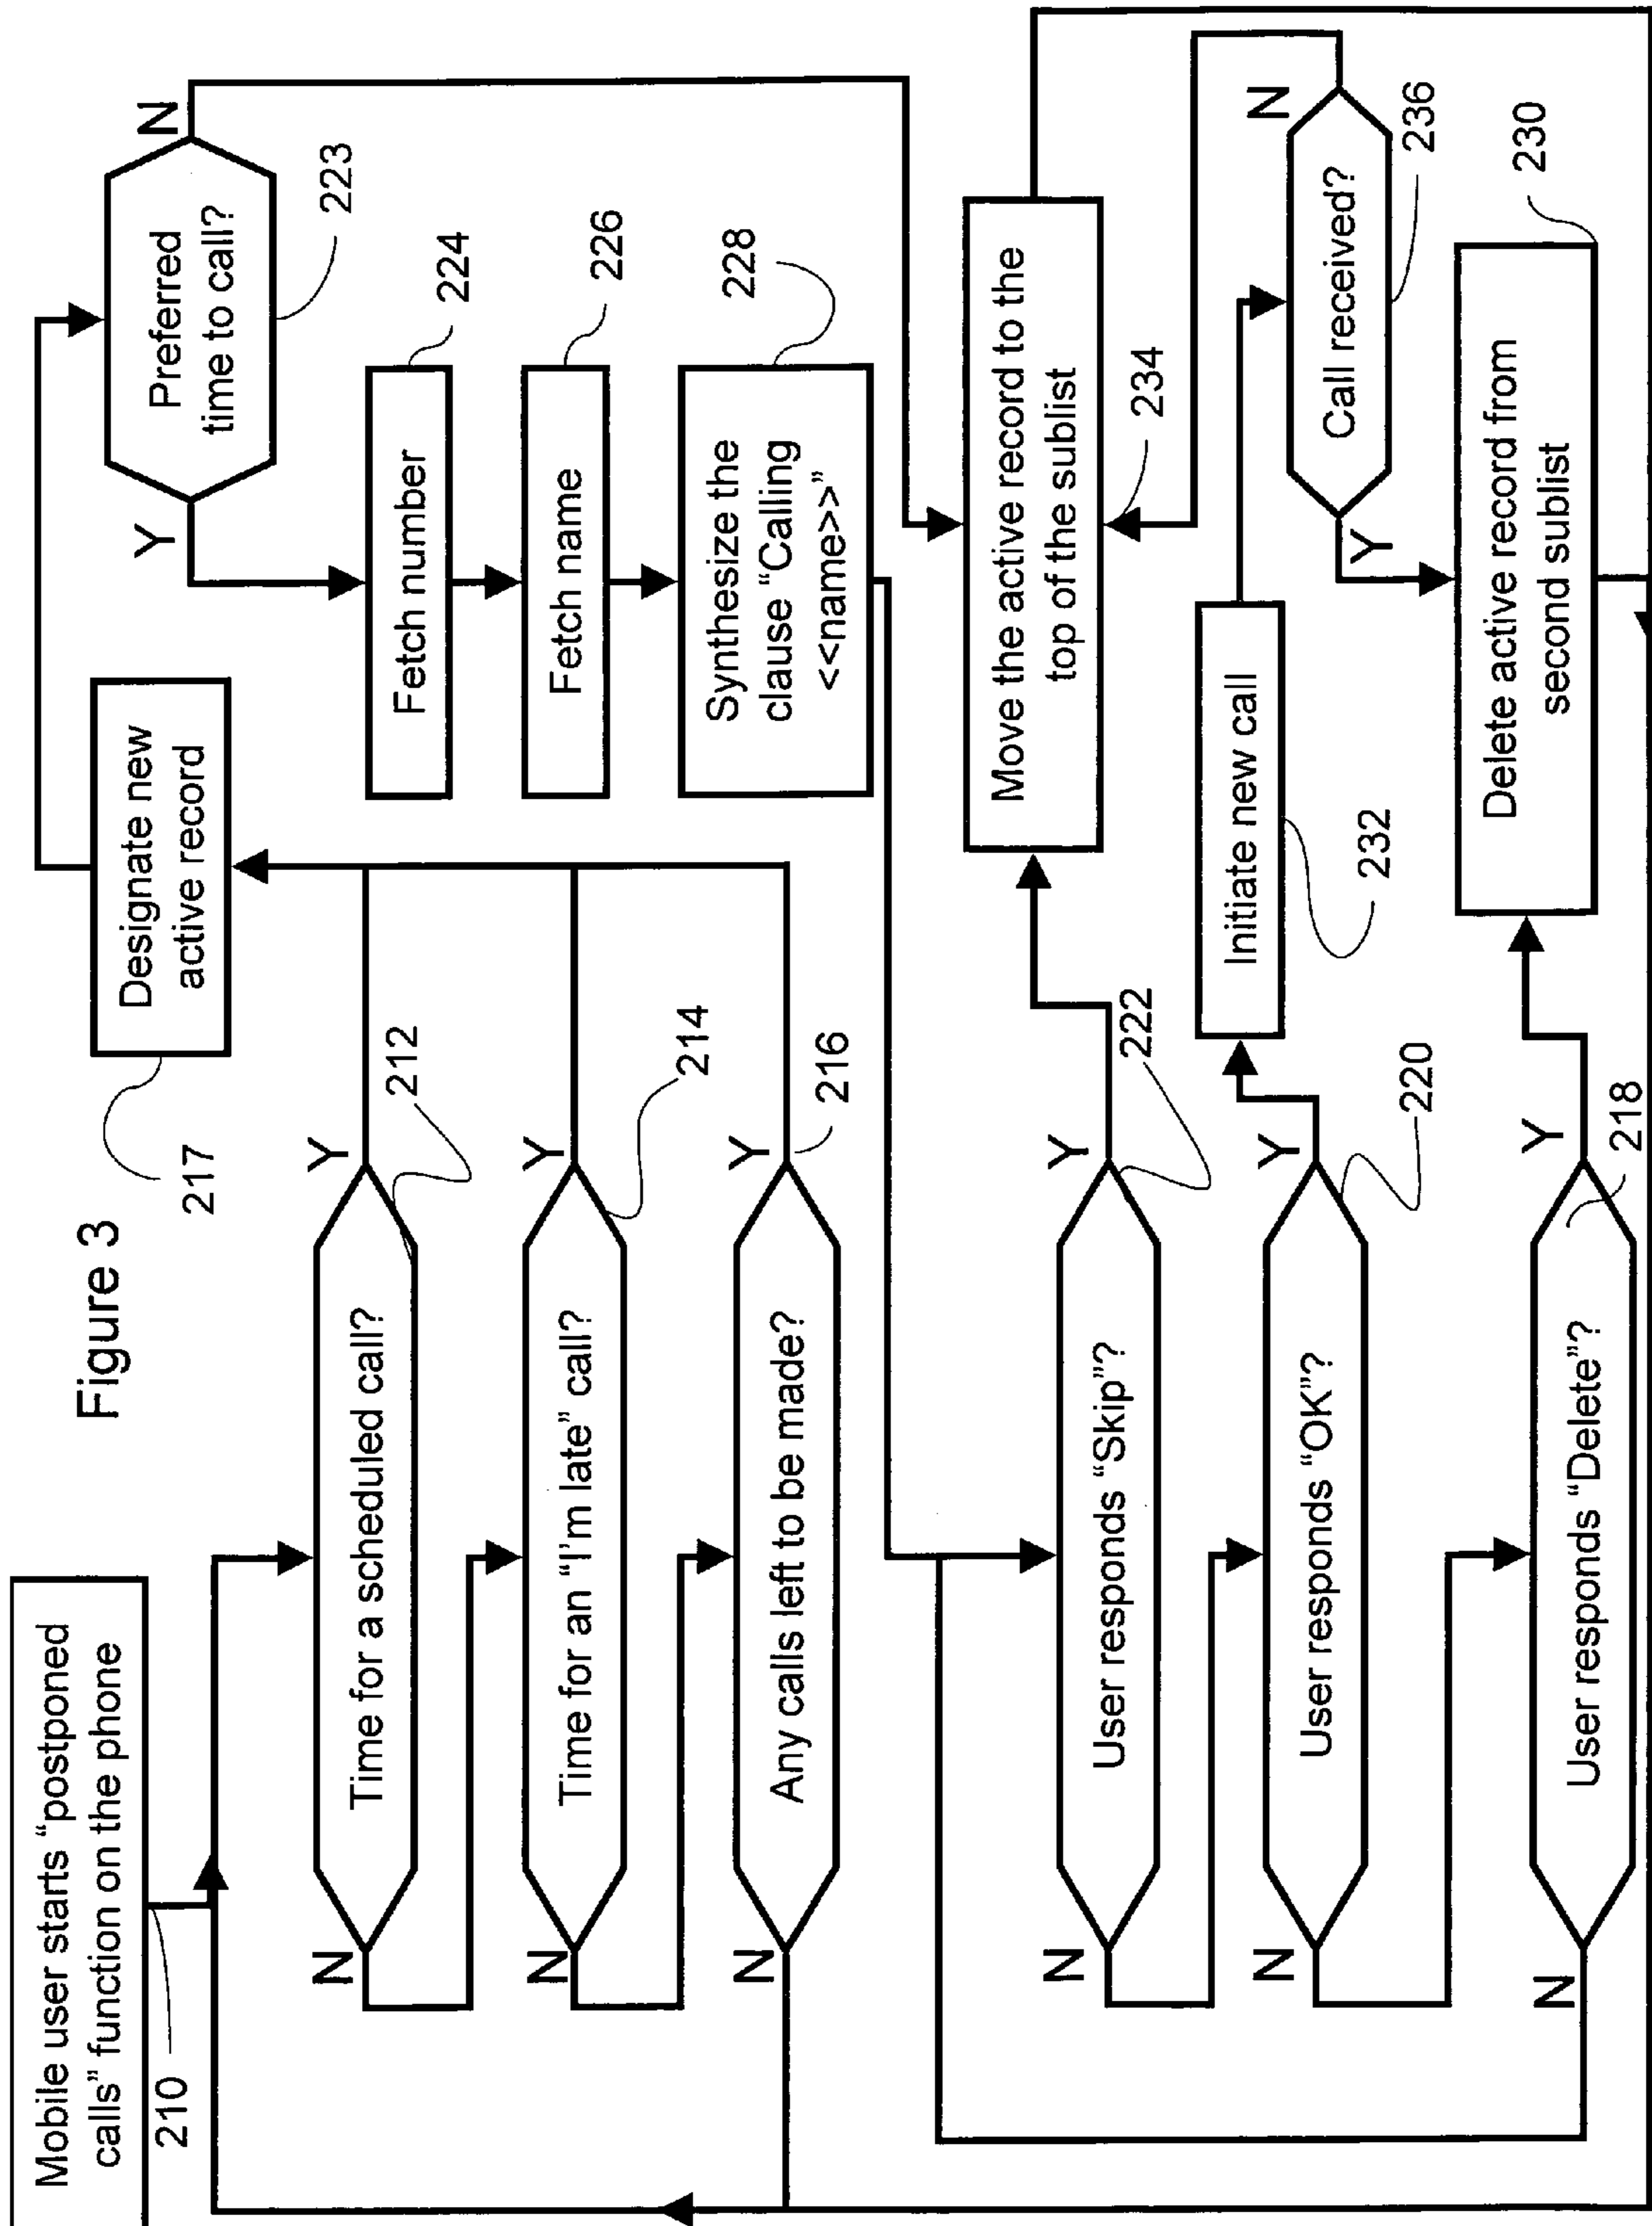 Figure 3
Mobile user starts “postponed
calls” function on the phone
210
Time for a scheduled call?
N
Y
212
Time for an “I’m late” call?
N
Y
214
Any calls left to be made?
N
Y
216
Designate new
active record
217
Preferred
time to call?
Y
N
223
Fetch number
224
Fetch name
226
Synthesize the
clause “Calling
<<name>>”
228
User responds “Skip”?
N
Y
222
Move the active record to the
top of the sublist
234
User responds “OK”?
N
Y
220
Initiate new call
232
Call received?
Y
N
236
User responds “Delete”?
N
Y
218
Delete active record from
second sublist
230